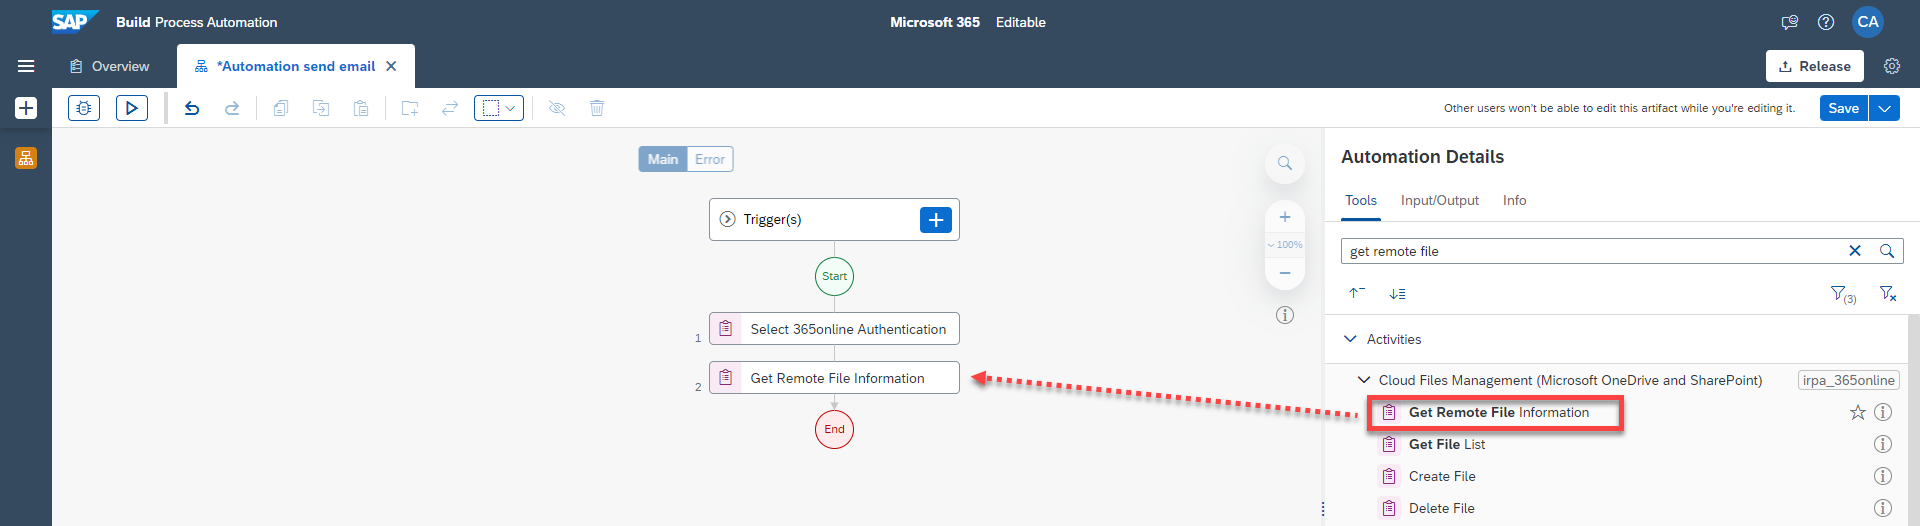 SAP Build Process Automation
Microsoft 365 Editable
CA
Overview
*Automation send email
Release
Other users won't be able to edit this artifact while you're editing it.
Save
Main Error
Trigger(s)
Start
1 Select 365online Authentication
2 Get Remote File Information
End
100%
Automation Details
Tools Input/Output Info
get remote file
(3)
Activities
Cloud Files Management (Microsoft OneDrive and SharePoint) irpa_365online
Get Remote File Information
Get File List
Create File
Delete File